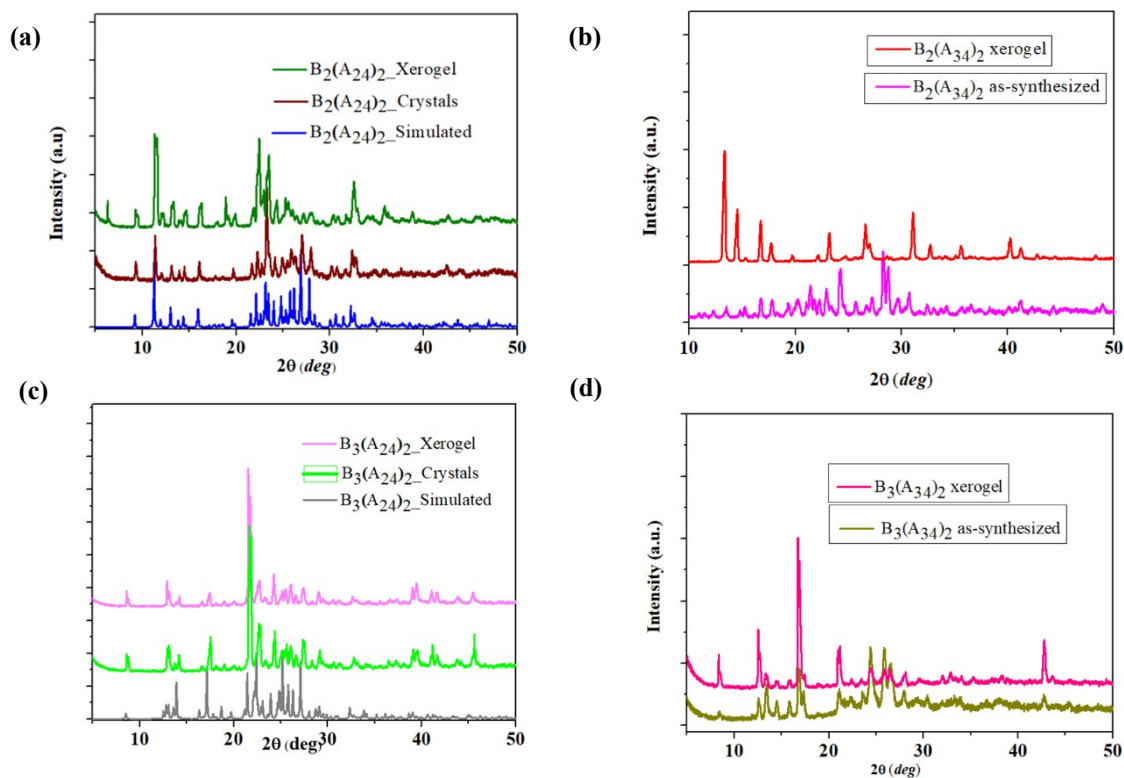 (a)
Intensity (a.u)
B2(A24)2_Xerogel
B2(A24)2_Crystals
B2(A24)2_Simulated
10 20 30 40 50
2θ (deg)
(b)
Intensity (a.u.)
B2(A34)2 xerogel
B2(A34)2 as-synthesized
10 20 30 40 50
2θ (deg)
(c)
Intensity (a.u.)
B3(A24)2_Xerogel
B3(A24)2_Crystals
B3(A24)2_Simulated
10 20 30 40 50
2θ (deg)
(d)
Intensity (a.u.)
B3(A34)2 xerogel
B3(A34)2 as-synthesized
10 20 30 40 50
2θ (deg)